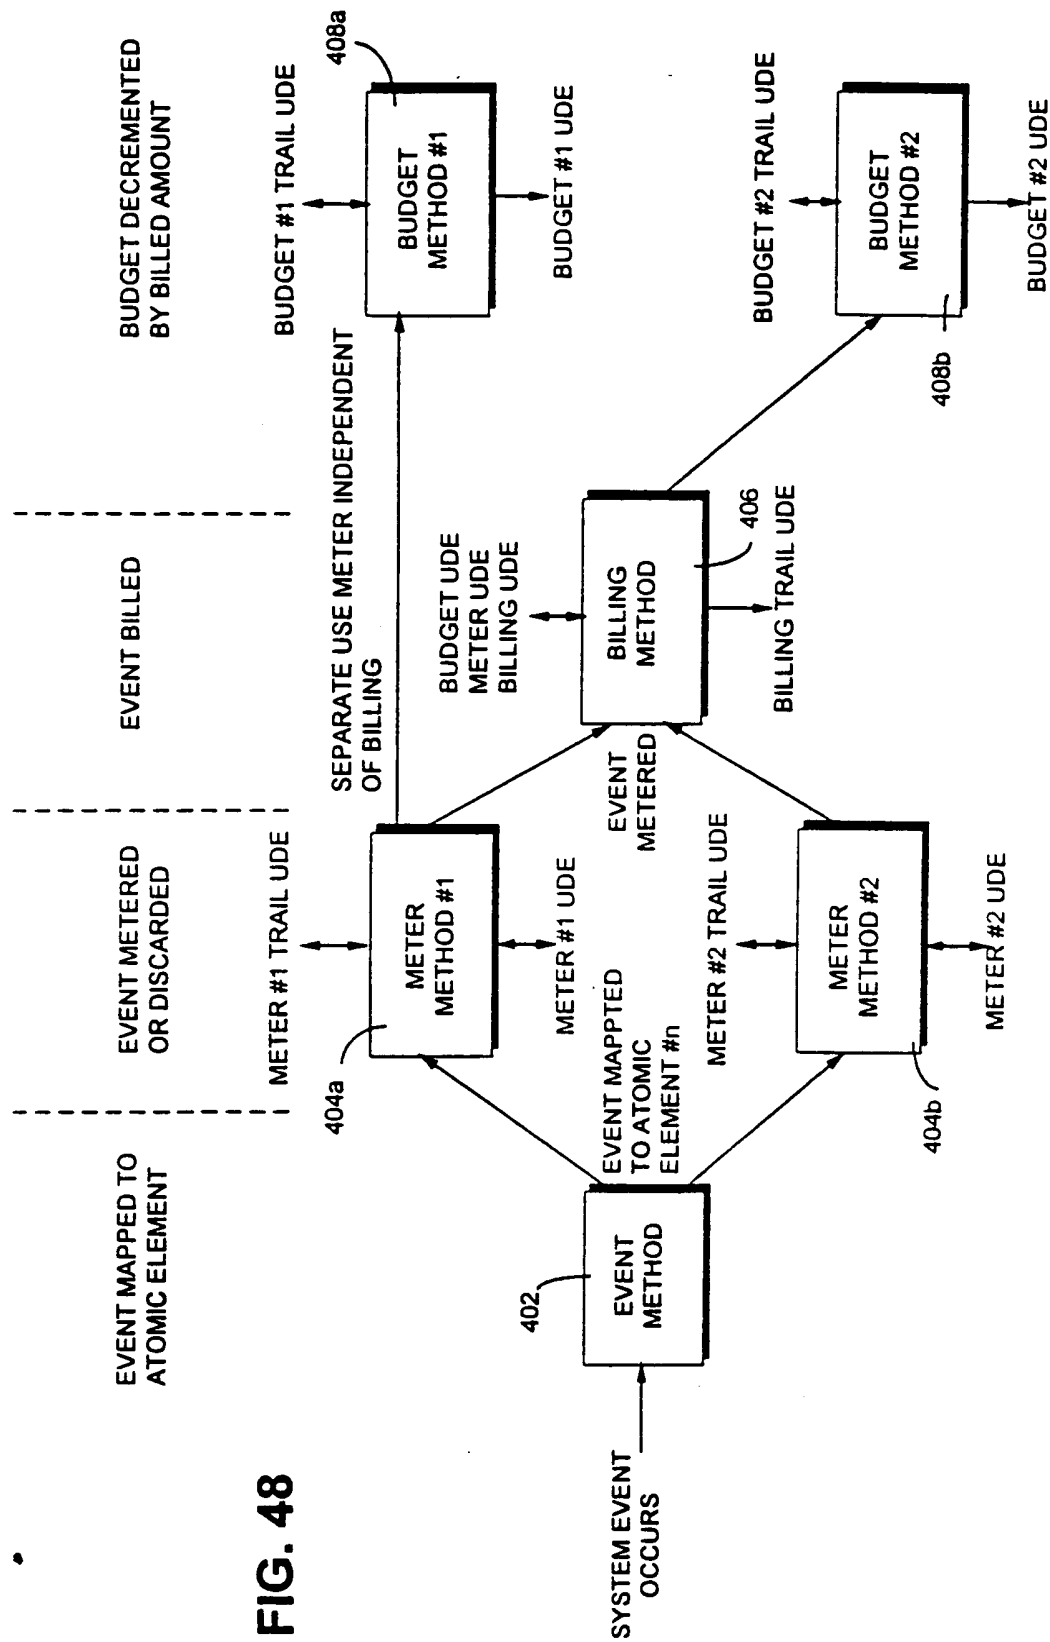 FIG. 48
EVENT MAPPED TO
ATOMIC ELEMENT
EVENT METERED
OR DISCARDED
EVENT BILLED
BUDGET DECREMENTED
BY BILLED AMOUNT
SYSTEM EVENT
OCCURS
402
EVENT
METHOD
EVENT MAPPTED
TO ATOMIC
ELEMENT #n
METER #1 TRAIL UDE
404a
METER
METHOD #1
METER #1 UDE
METER #2 TRAIL UDE
METER
METHOD #2
404b
METER #2 UDE
SEPARATE USE METER INDEPENDENT
OF BILLING
EVENT
METERED
BUDGET UDE
METER UDE
BILLING UDE
BILLING
METHOD
406
BILLING TRAIL UDE
BUDGET #1 TRAIL UDE
408a
BUDGET
METHOD #1
BUDGET #1 UDE
BUDGET #2 TRAIL UDE
BUDGET
METHOD #2
408b
BUDGET #2 UDE